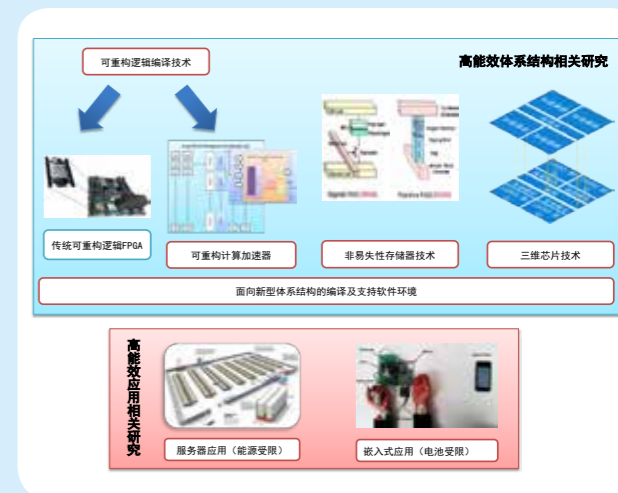 可重构逻辑编译技术
高能效体系结构相关研究
传统可重构逻辑FPGA
可重构计算加速器
非易失性存储器技术
三维芯片技术
面向新型体系结构的编译及支持软件环境
高能效应用相关研究
服务器应用（能源受限）
嵌入式应用（电池受限）